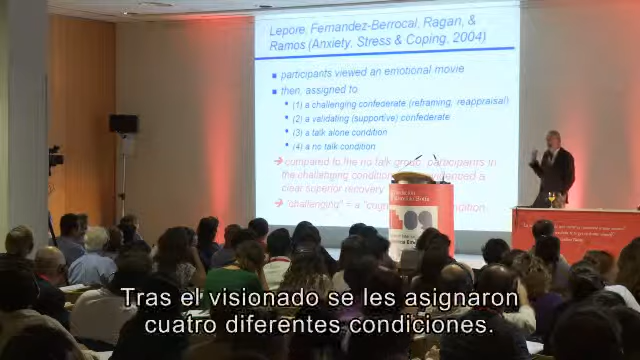 Lepore, Fernandez-Berrocal, Ragan, &
Ramos (Anxiety, Stress & Coping, 2004)
participants viewed an emotional movie
then, assigned to
(1) a challenging confederate (reframing, reappraisal)
(2) a validating (supportive) confederate
(3) a talk alone condition
(4) a no talk condition
compared to the no talk group, participants in
the challenging condition
clear superior recovery
"challenging" = a
Tras el visionado se les asignaron
cuatro diferentes condiciones.